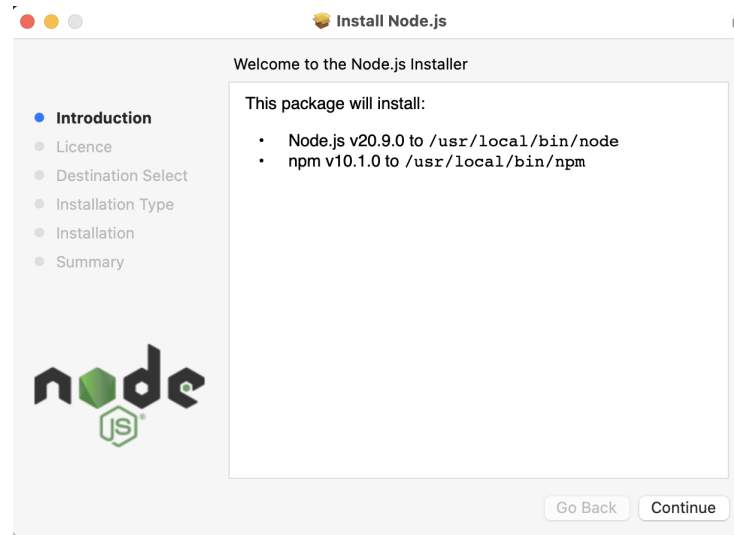 Install Node.js
Welcome to the Node.js Installer
Introduction
Licence
Destination Select
Installation Type
Installation
Summary
This package will install:
• Node.js v20.9.0 to /usr/local/bin/node
• npm v10.1.0 to /usr/local/bin/npm
node
JS
Go Back
Continue